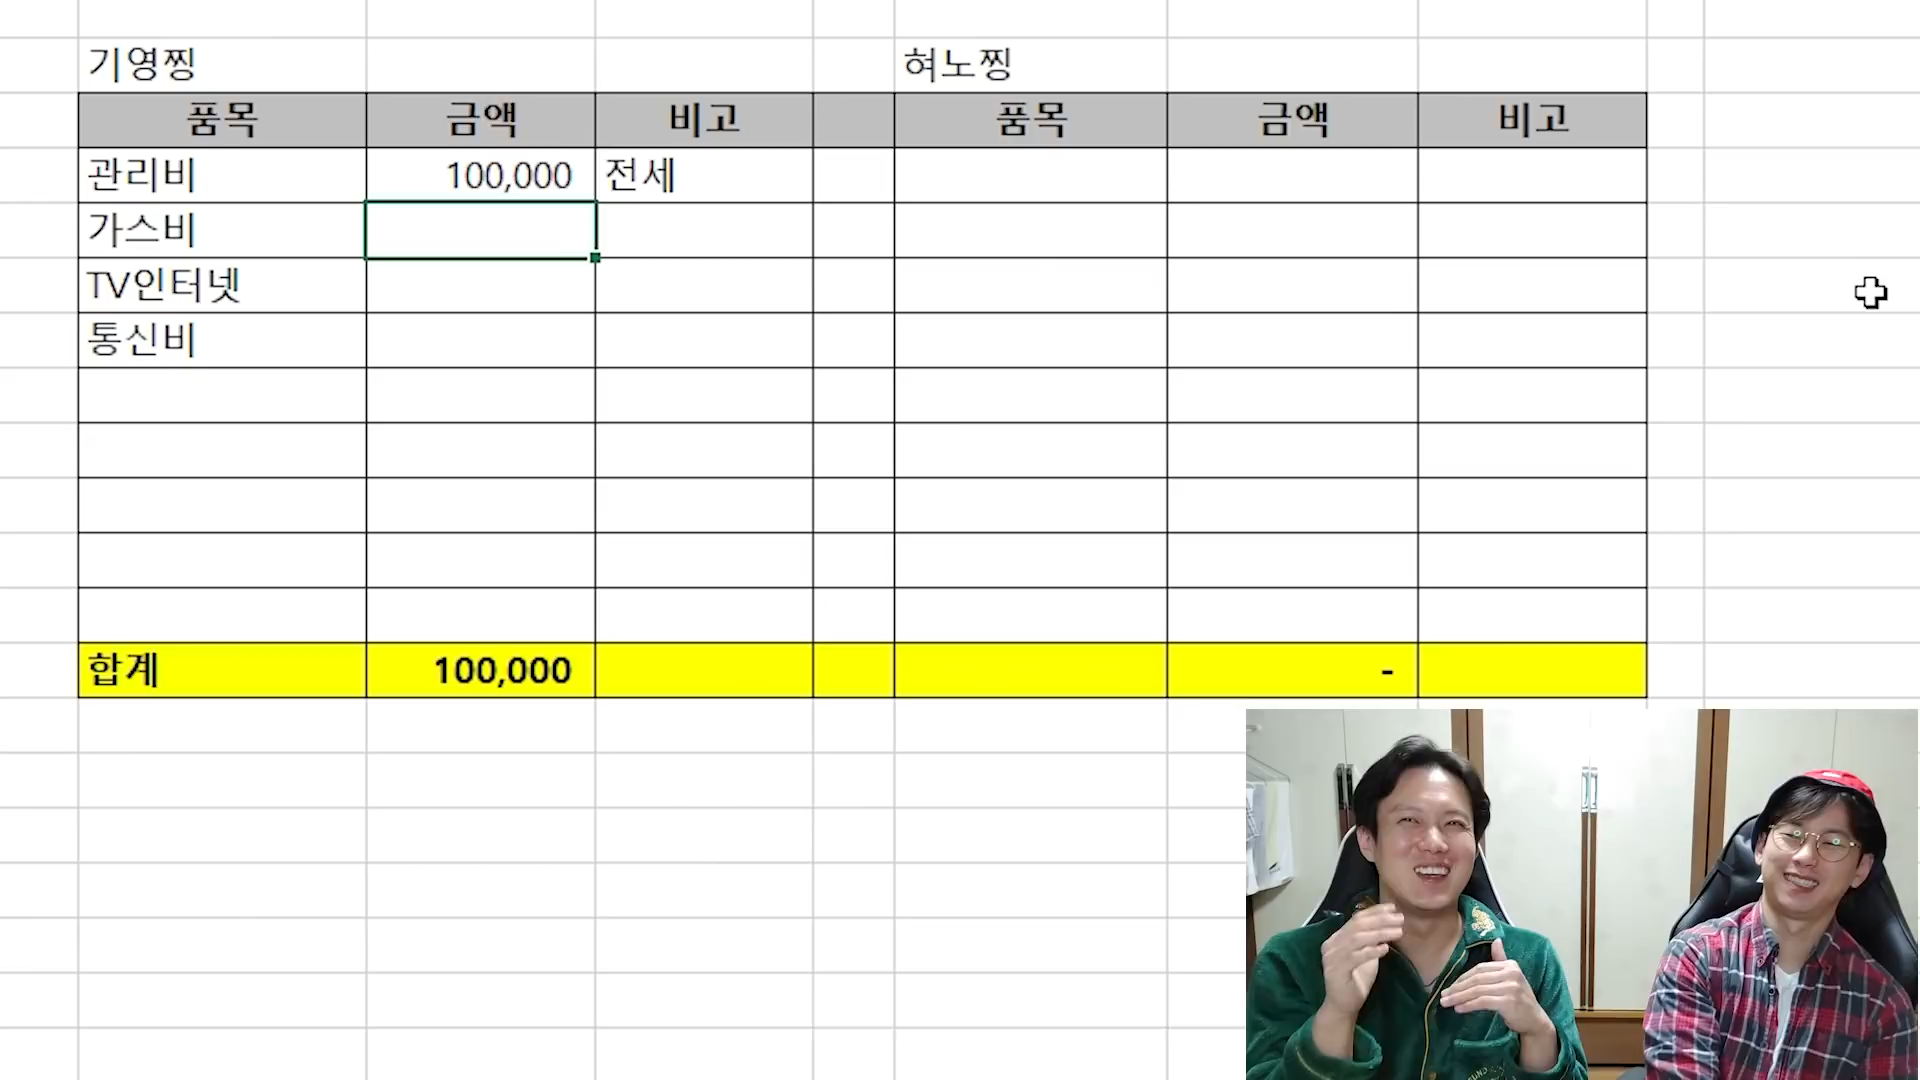 기영찡 혀노찡
품목 금액 비고 품목 금액 비고
관리비 100,000 전세
가스비
TV인터넷
통신비
합계 100,000 -